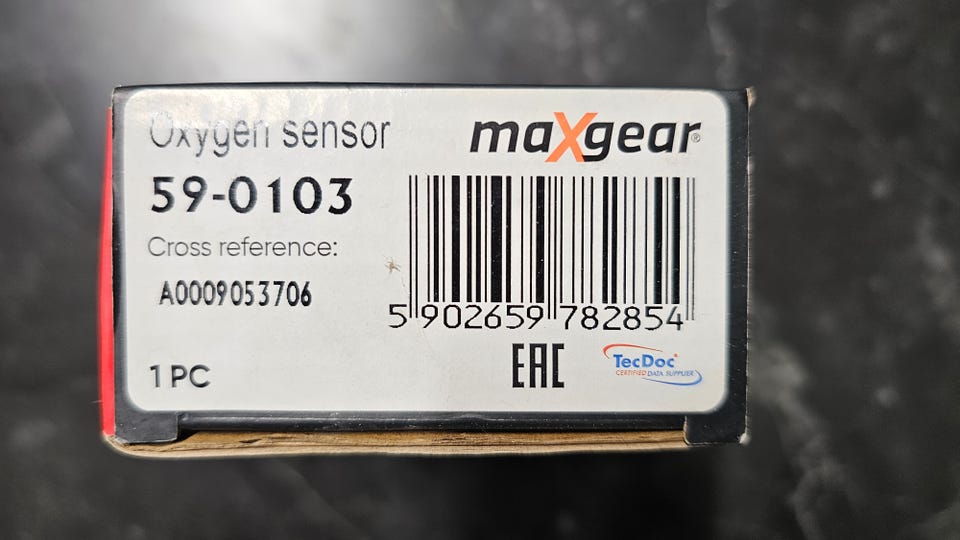 Oxygen sensor
maXgear®
59-0103
Cross reference:
A0009053706
5 902659 782854
1 PC
EAC
TecDoc®
CERTIFIED DATA SUPPLIER